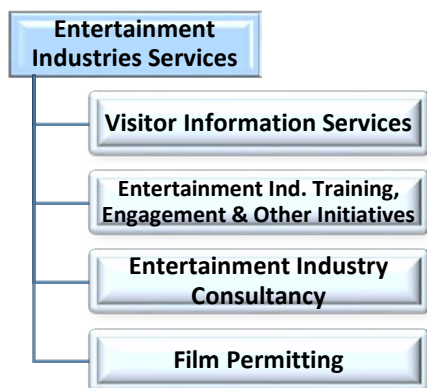 Entertainment
Industries Services
Visitor Information Services
Entertainment Ind. Training,
Engagement & Other Initiatives
Entertainment Industry
Consultancy
Film Permitting